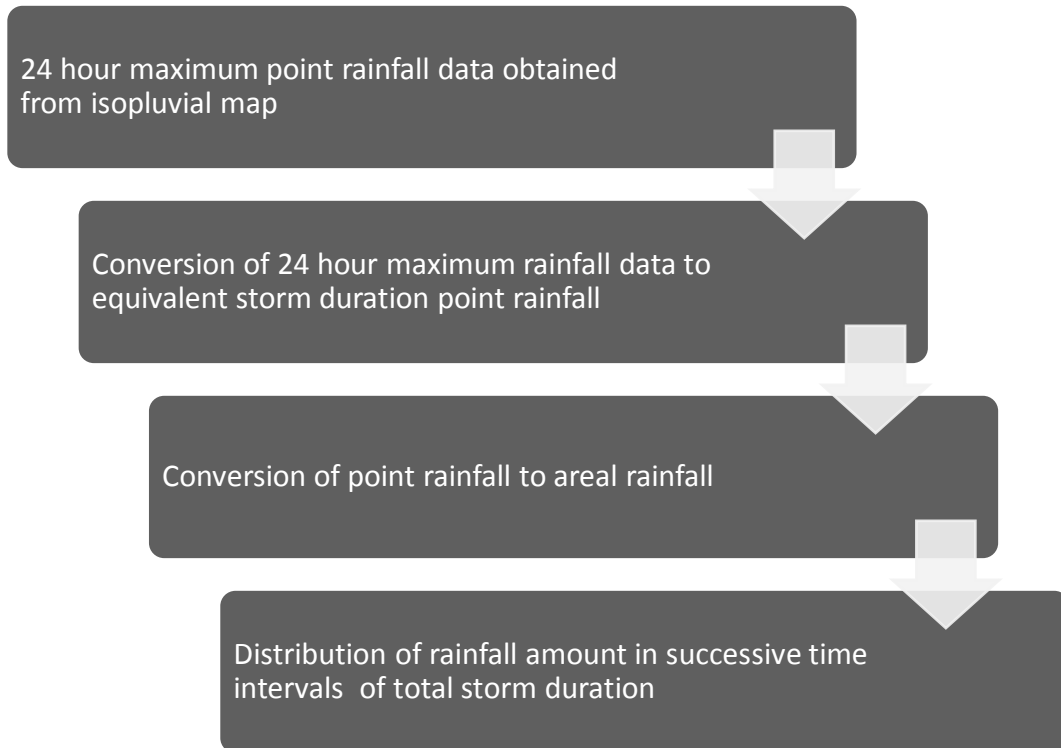 24 hour maximum point rainfall data obtained
from isopluvial map
Conversion of 24 hour maximum rainfall data to
equivalent storm duration point rainfall
Conversion of point rainfall to areal rainfall
Distribution of rainfall amount in successive time
intervals  of total storm duration